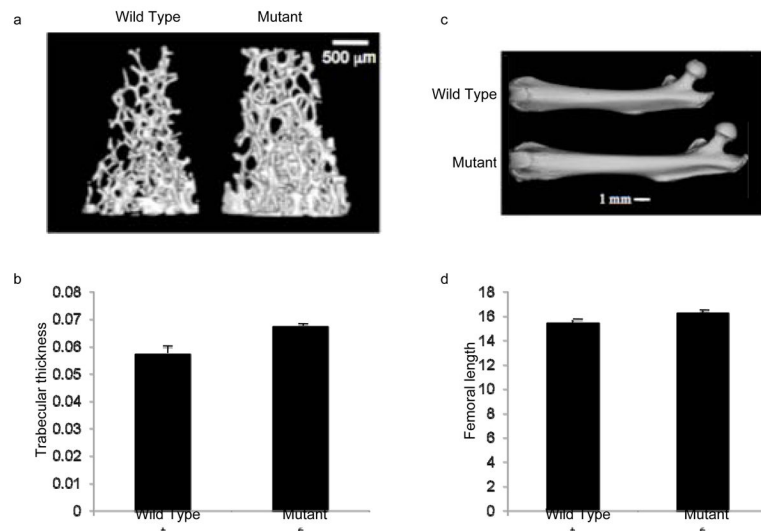 a
Wild Type
Mutant
500 µm
c
Wild Type
Mutant
1 mm
b
Trabecular thickness
0.08
0.07
0.06
0.05
0.04
0.03
0.02
0.01
0
Wild Type
Mutant
d
Femoral length
18
16
14
12
10
8
6
4
2
0
Wild Type
Mutant